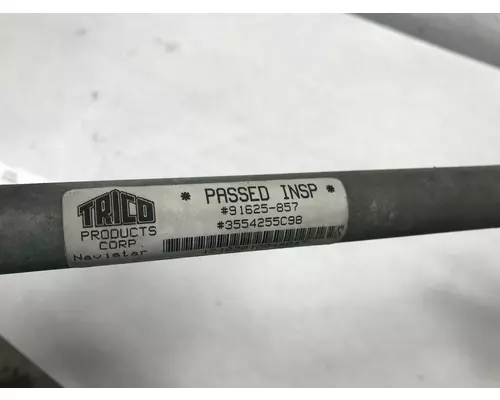 TRICO
PRODUCTS
CORP.
Navistar
* PASSED INSP *
#91625-857
#3554255C98